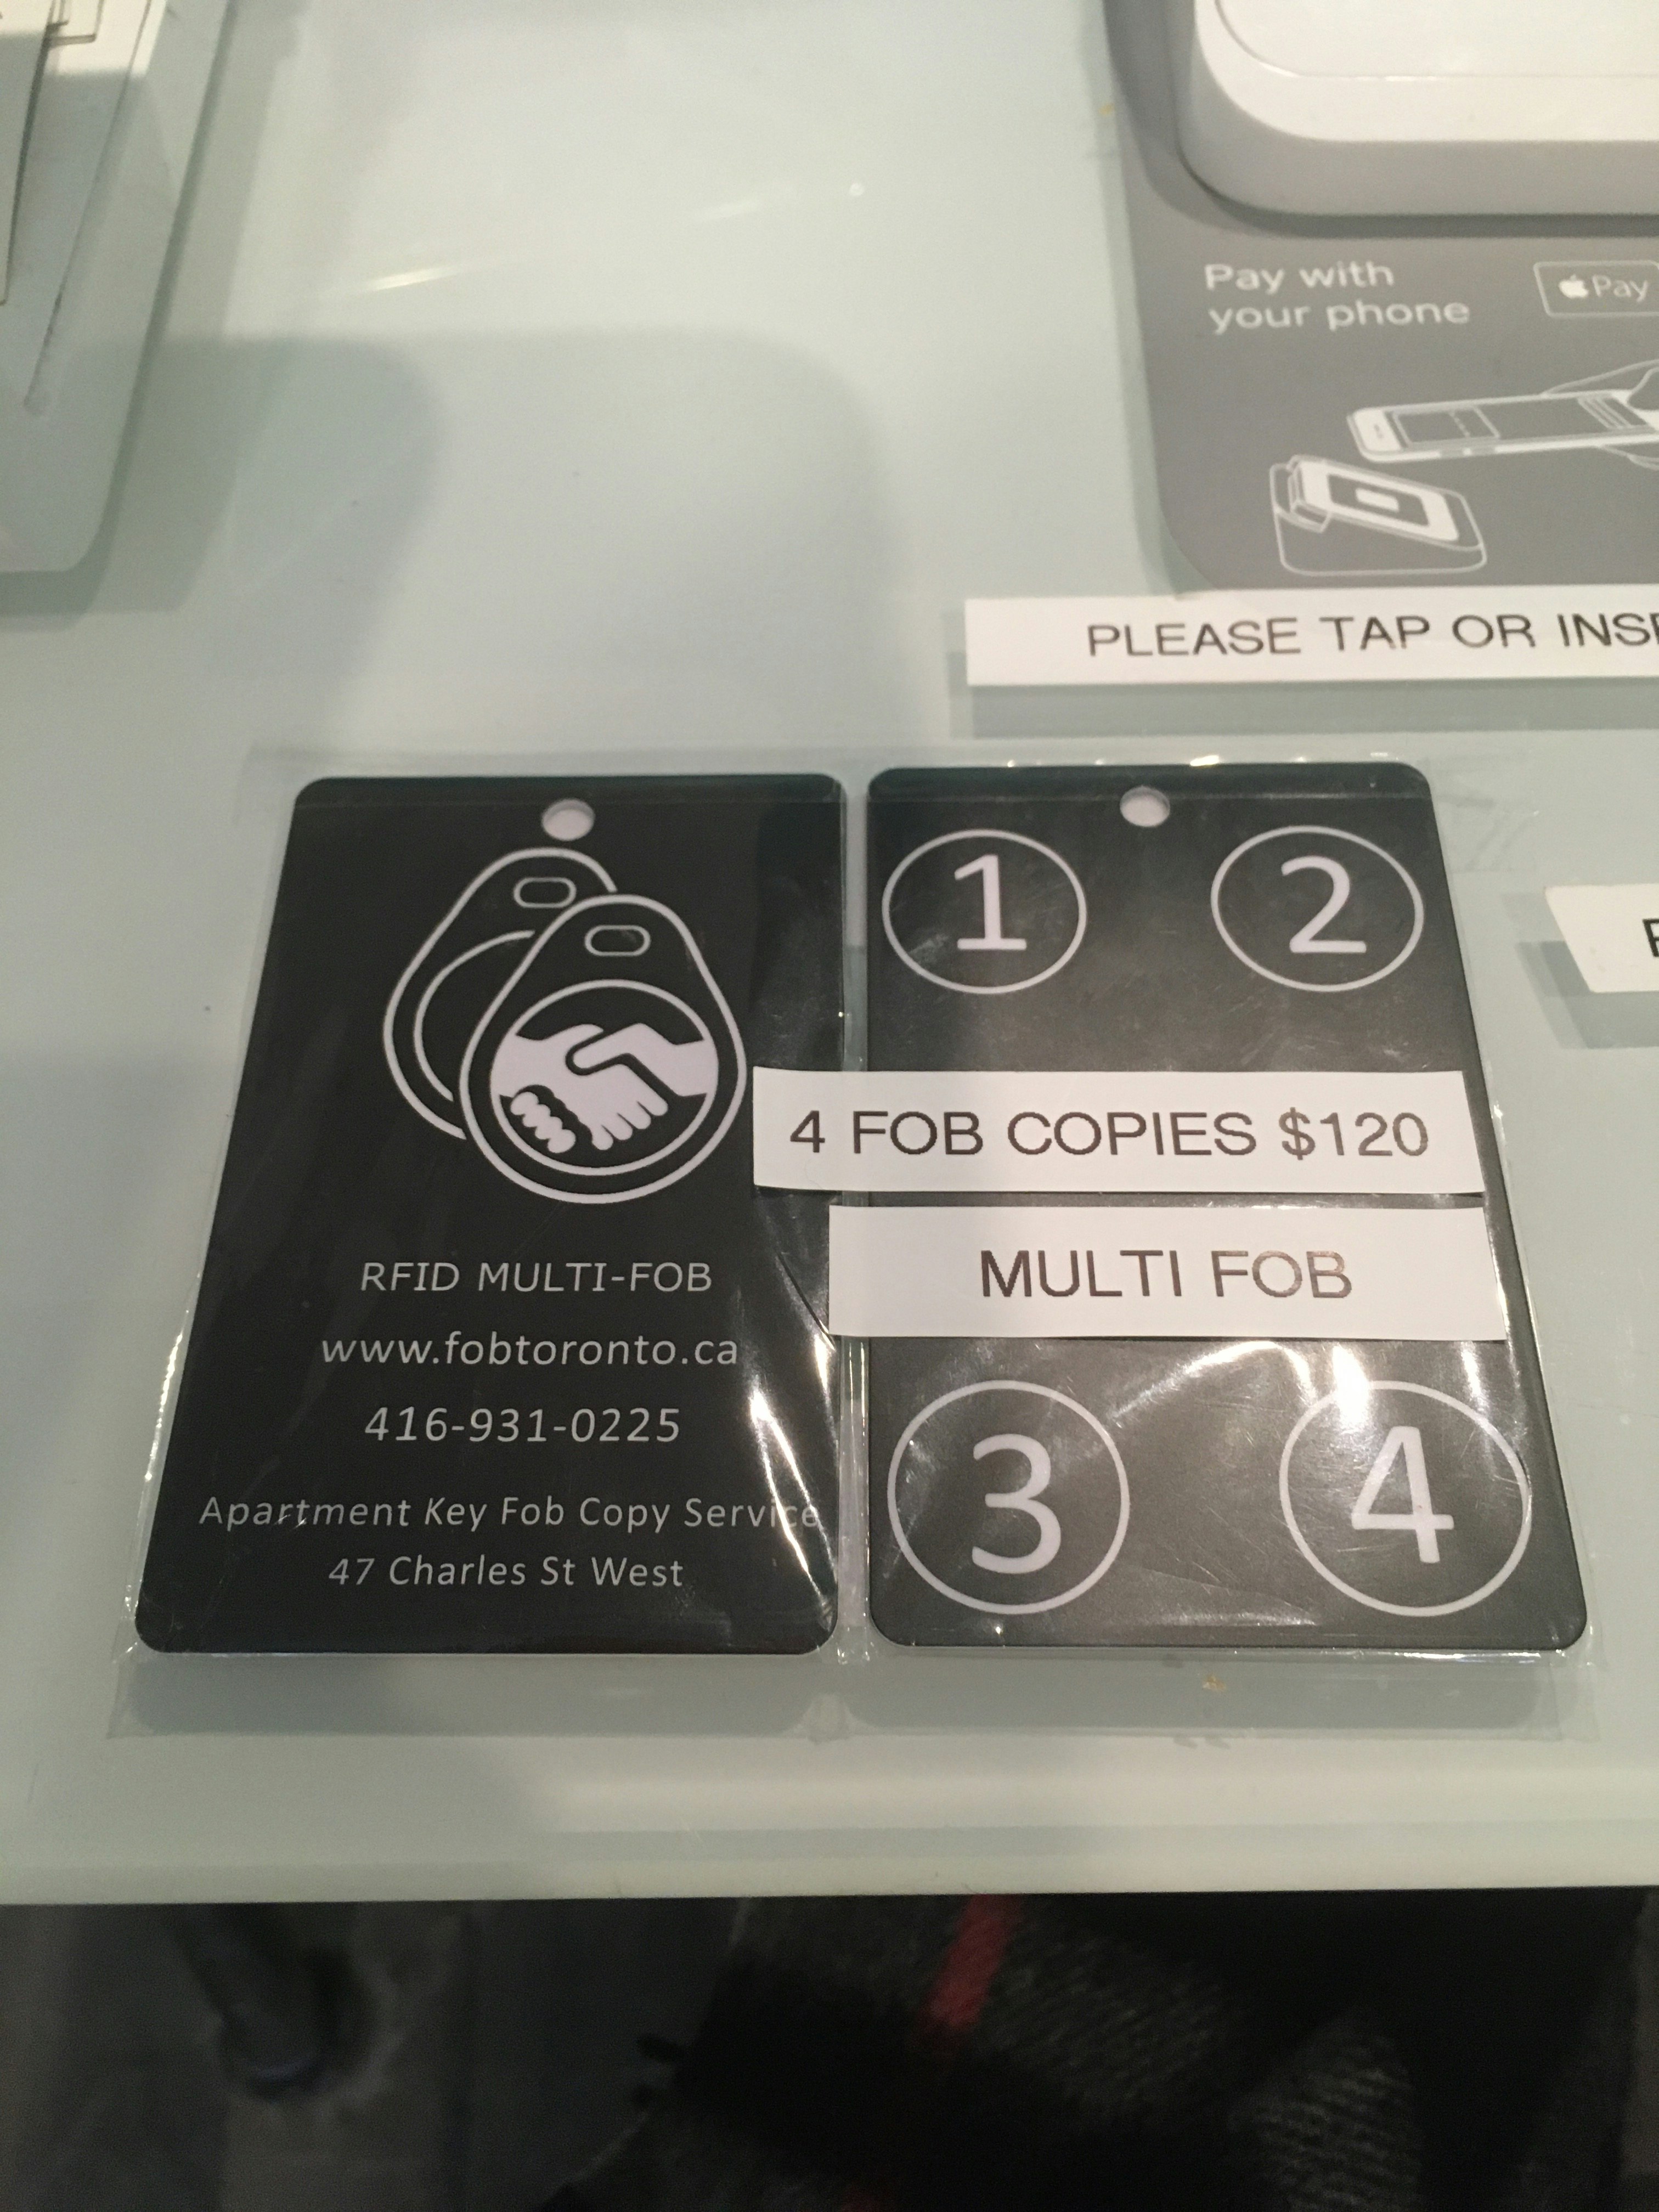 Pay with
your phone
Pay
PLEASE TAP OR
1
2
4 FOB COPIES $120
MULTI FOB
3
4
RFID MULTI-FOB
www.fobtoronto.ca
416-931-0225
Apartment Key Fob Copy Service
47 Charles St West